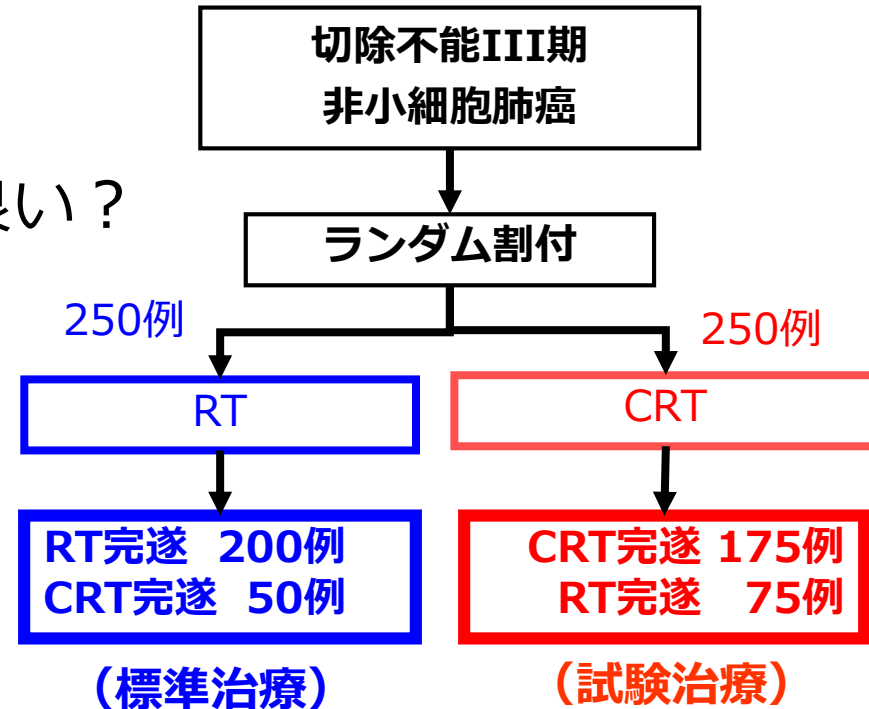 切除不能III期
非小細胞肺癌
良い？
ランダム割付
250例
250例
RT
CRT
RT完遂 200例
CRT完遂 50例
CRT完遂 175例
RT完遂 75例
（標準治療）
（試験治療）